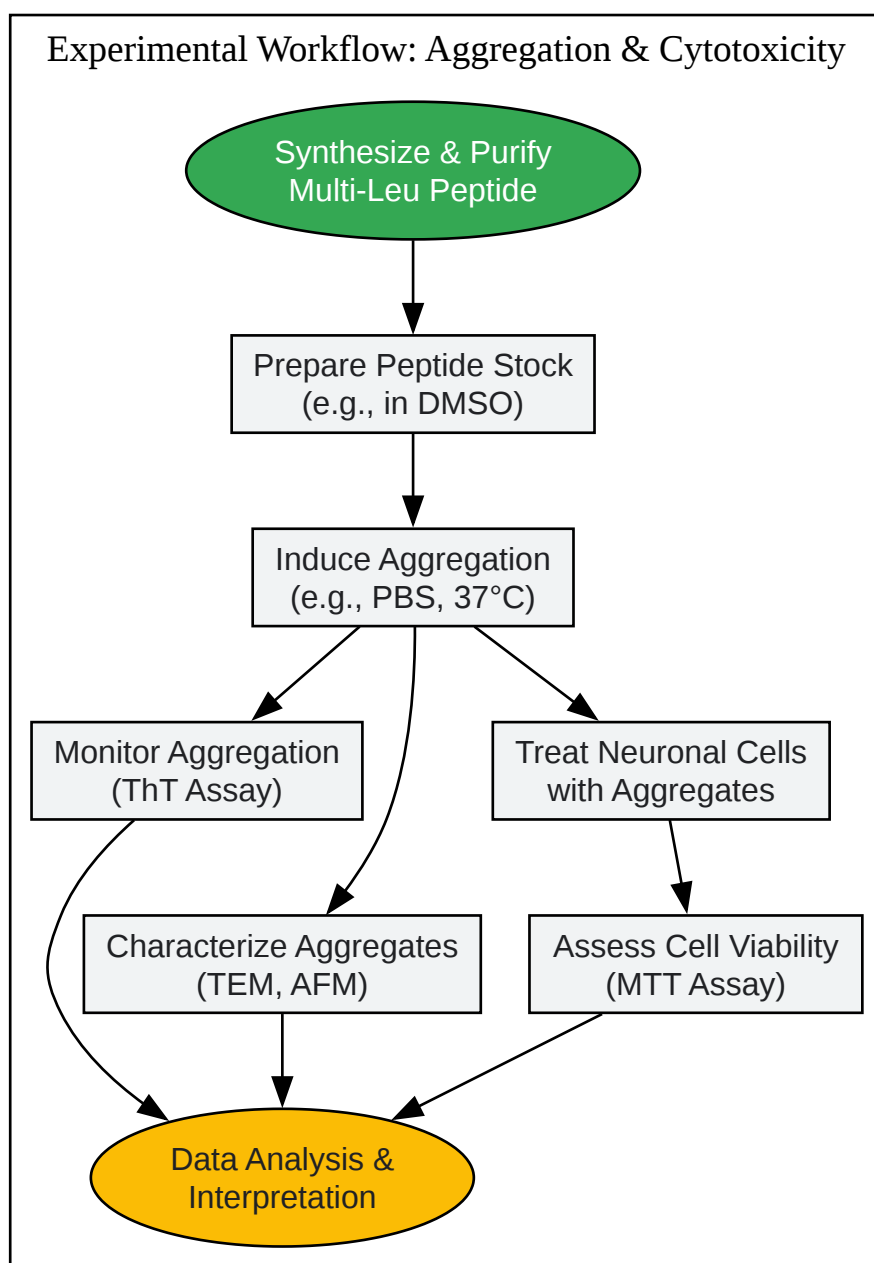 Experimental Workflow: Aggregation & Cytotoxicity
Synthesize & Purify
Multi-Leu Peptide
Prepare Peptide Stock
(e.g., in DMSO)
Induce Aggregation
(e.g., PBS, 37°C)
Monitor Aggregation
(ThT Assay)
Treat Neuronal Cells
with Aggregates
Characterize Aggregates
(TEM, AFM)
Assess Cell Viability
(MTT Assay)
Data Analysis &
Interpretation